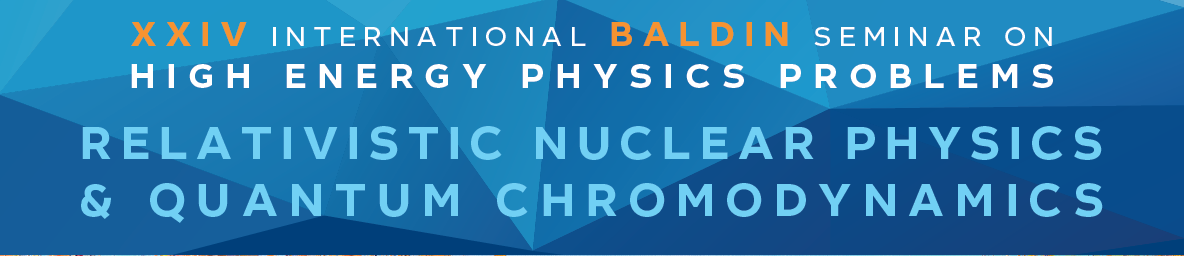 XXIV INTERNATIONAL BALDIN SEMINAR ON
HIGH ENERGY PHYSICS PROBLEMS
RELATIVISTIC NUCLEAR PHYSICS
& QUANTUM CHROMODYNAMICS